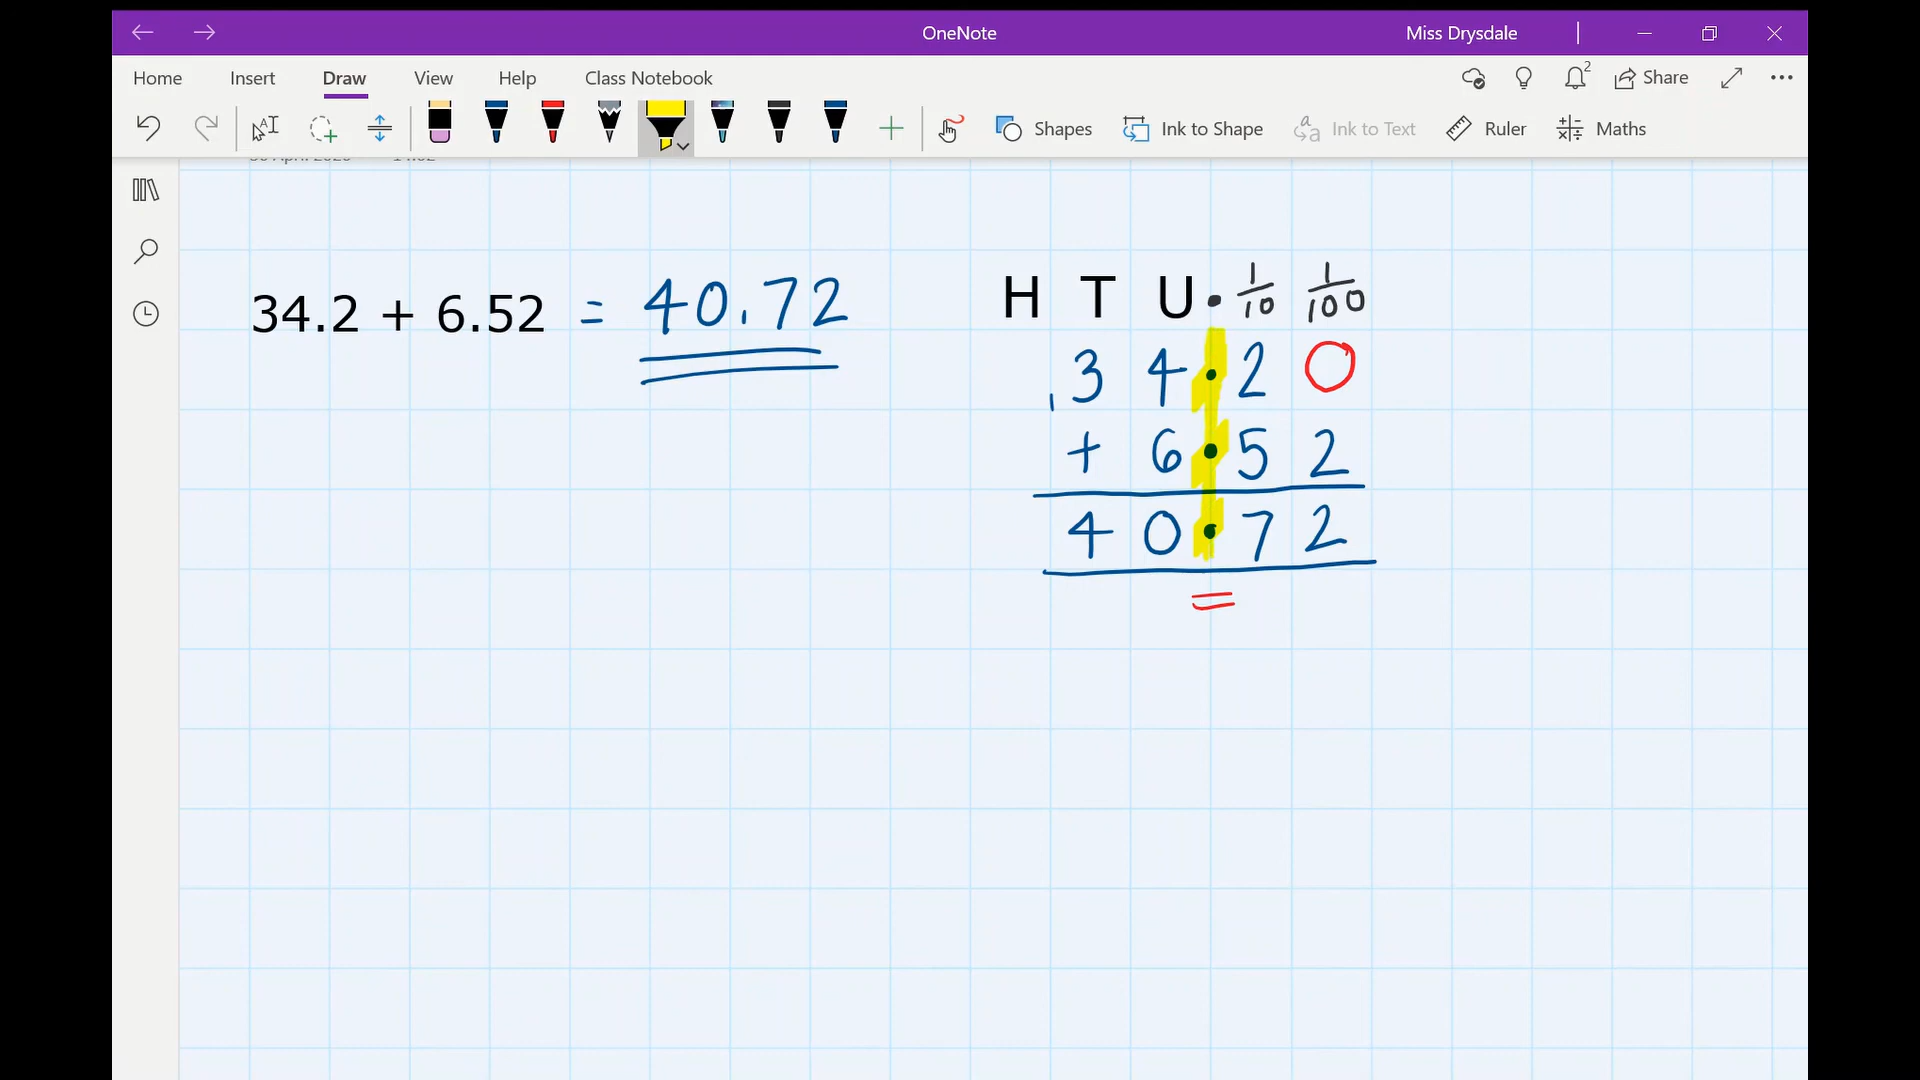 OneNote
Miss Drysdale
Home Insert Draw View Help Class Notebook
2
Share
Shapes
Ink to Shape
Ink to Text
Ruler
Maths
34.2 + 6.52 = 40.72
H T U . 1/10 1/100
1 3 4 . 2 0
+ 6 . 5 2
4 0 . 7 2
=